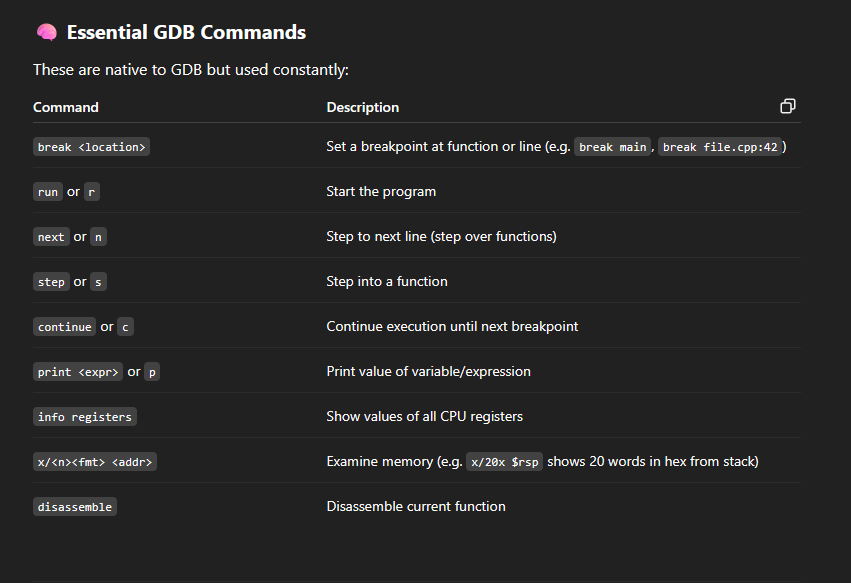 🧠 Essential GDB Commands
These are native to GDB but used constantly:
Command Description
break <location> Set a breakpoint at function or line (e.g. break main, break file.cpp:42)
run or r Start the program
next or n Step to next line (step over functions)
step or s Step into a function
continue or c Continue execution until next breakpoint
print <expr> or p Print value of variable/expression
info registers Show values of all CPU registers
x/<n><fmt> <addr> Examine memory (e.g. x/20x $rsp shows 20 words in hex from stack)
disassemble Disassemble current function